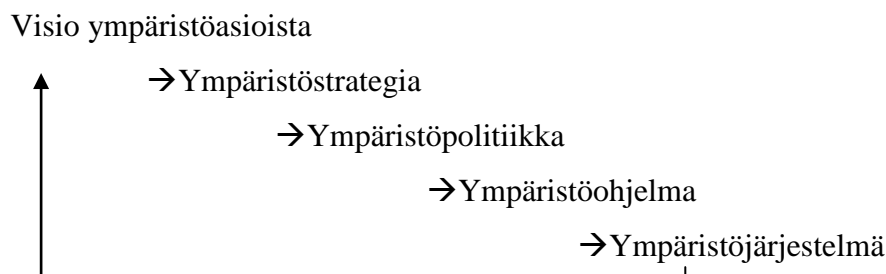 Visio ympäristöasioista
→Ympäristöstrategia
→Ympäristöpolitiikka
→Ympäristöohjelma
→Ympäristöjärjestelmä